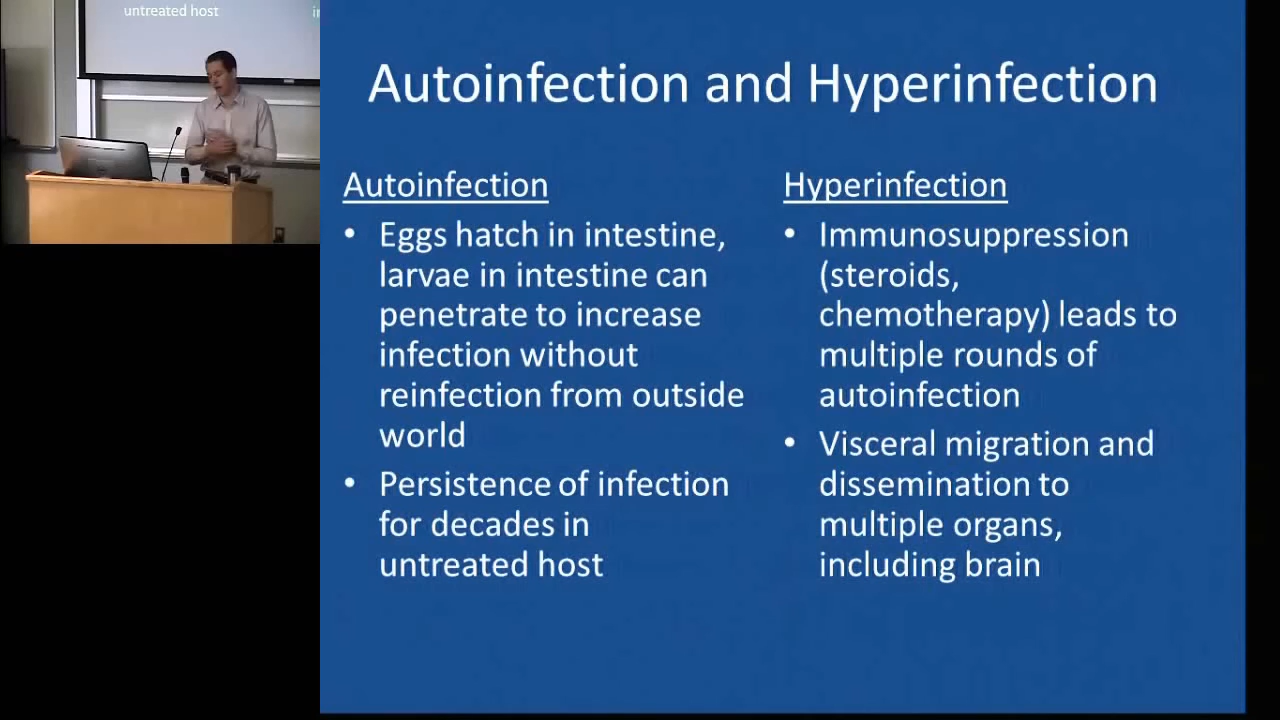 untreated host
Autoinfection and Hyperinfection
Autoinfection
• Eggs hatch in intestine,
larvae in intestine can
penetrate to increase
infection without
reinfection from outside
world
• Persistence of infection
for decades in
untreated host
Hyperinfection
• Immunosuppression
(steroids,
chemotherapy) leads to
multiple rounds of
autoinfection
• Visceral migration and
dissemination to
multiple organs,
including brain